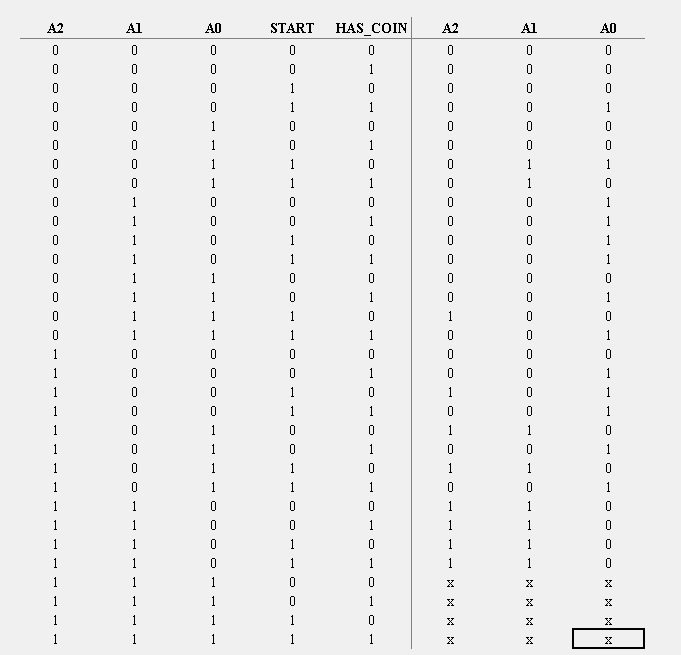 A2 A1 A0 START HAS_COIN A2 A1 A0
0 0 0 0 0 0 0 0
0 0 0 0 1 0 0 0
0 0 0 1 0 0 0 0
0 0 0 1 1 0 0 1
0 0 1 0 0 0 0 0
0 0 1 0 1 0 0 0
0 0 1 1 0 0 1 1
0 0 1 1 1 0 1 0
0 1 0 0 0 0 0 1
0 1 0 0 1 0 0 1
0 1 0 1 0 0 0 1
0 1 0 1 1 0 0 1
0 1 1 0 0 0 0 0
0 1 1 0 1 0 0 1
0 1 1 1 0 1 0 0
0 1 1 1 1 0 0 1
1 0 0 0 0 0 0 0
1 0 0 0 1 0 0 1
1 0 0 1 0 1 0 1
1 0 0 1 1 0 0 1
1 0 1 0 0 1 1 0
1 0 1 0 1 0 0 1
1 0 1 1 0 1 1 0
1 0 1 1 1 0 0 1
1 1 0 0 0 1 1 0
1 1 0 0 1 1 1 0
1 1 0 1 0 1 1 0
1 1 0 1 1 1 1 0
1 1 1 0 0 x x x
1 1 1 0 1 x x x
1 1 1 1 0 x x x
1 1 1 1 1 x x x